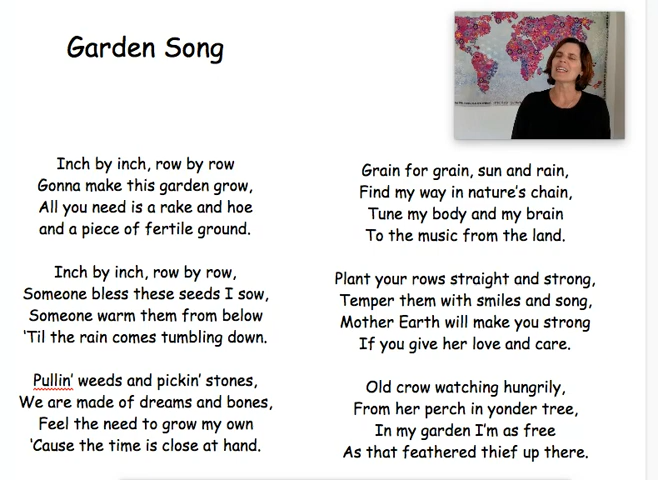 Garden Song
Inch by inch, row by row
Gonna make this garden grow,
All you need is a rake and hoe
and a piece of fertile ground.
Inch by inch, row by row,
Someone bless these seeds I sow,
Someone warm them from below
‘Til the rain comes tumbling down.
Pullin’ weeds and pickin’ stones,
We are made of dreams and bones,
Feel the need to grow my own
‘Cause the time is close at hand.
Grain for grain, sun and rain,
Find my way in nature’s chain,
Tune my body and my brain
To the music from the land.
Plant your rows straight and strong,
Temper them with smiles and song,
Mother Earth will make you strong
If you give her love and care.
Old crow watching hungrily,
From her perch in yonder tree,
In my garden I’m as free
As that feathered thief up there.